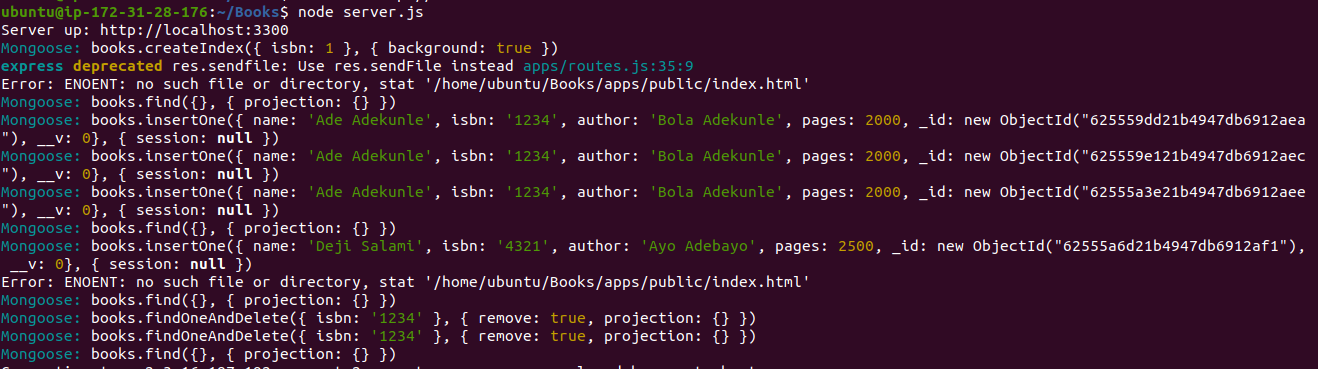 ubuntu@ip-172-31-28-176:~/Books$ node server.js
Server up: http://localhost:3300
Mongoose: books.createIndex({ isbn: 1 }, { background: true })
express deprecated res.sendfile: Use res.sendFile instead apps/routes.js:35:9
Error: ENOENT: no such file or directory, stat '/home/ubuntu/Books/apps/public/index.html'
Mongoose: books.find({}, { projection: {} })
Mongoose: books.insertOne({ name: 'Ade Adekunle', isbn: '1234', author: 'Bola Adekunle', pages: 2000, _id: new ObjectId("625559dd21b4947db6912aea
"), __v: 0}, { session: null })
Mongoose: books.insertOne({ name: 'Ade Adekunle', isbn: '1234', author: 'Bola Adekunle', pages: 2000, _id: new ObjectId("625559e121b4947db6912aec
"), __v: 0}, { session: null })
Mongoose: books.insertOne({ name: 'Ade Adekunle', isbn: '1234', author: 'Bola Adekunle', pages: 2000, _id: new ObjectId("62555a3e21b4947db6912aee
"), __v: 0}, { session: null })
Mongoose: books.find({}, { projection: {} })
Mongoose: books.insertOne({ name: 'Deji Salami', isbn: '4321', author: 'Ayo Adebayo', pages: 2500, _id: new ObjectId("62555a6d21b4947db6912af1"),
 __v: 0}, { session: null })
Error: ENOENT: no such file or directory, stat '/home/ubuntu/Books/apps/public/index.html'
Mongoose: books.find({}, { projection: {} })
Mongoose: books.findOneAndDelete({ isbn: '1234' }, { remove: true, projection: {} })
Mongoose: books.findOneAndDelete({ isbn: '1234' }, { remove: true, projection: {} })
Mongoose: books.find({}, { projection: {} })